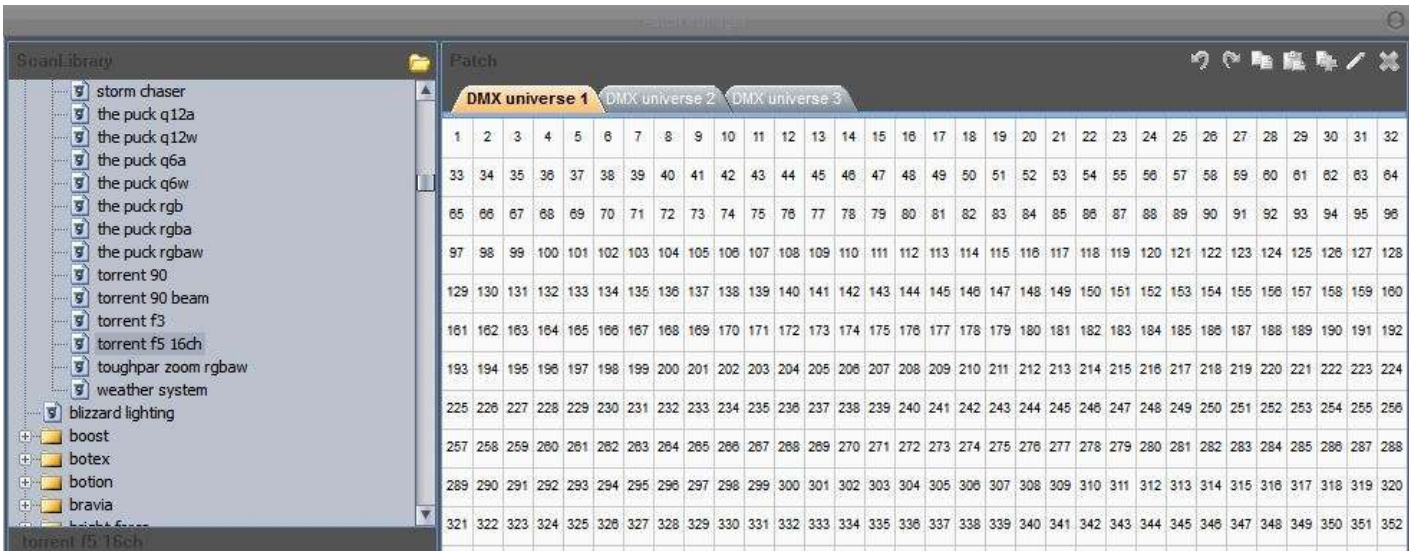 ScanLibrary
storm chaser
the puck q12a
the puck q12w
the puck q6a
the puck q6w
the puck rgb
the puck rgba
the puck rgbaw
torrent 90
torrent 90 beam
torrent f3
torrent f5 16ch
toughpar zoom rgbaw
weather system
blizzard lighting
boost
botex
botion
bravia
torrent f5 16ch
Patch
DMX universe 1 DMX universe 2 DMX universe 3
1 2 3 4 5 6 7 8 9 10 11 12 13 14 15 16 17 18 19 20 21 22 23 24 25 26 27 28 29 30 31 32
33 34 35 36 37 38 39 40 41 42 43 44 45 46 47 48 49 50 51 52 53 54 55 56 57 58 59 60 61 62 63 64
65 66 67 68 69 70 71 72 73 74 75 76 77 78 79 80 81 82 83 84 85 86 87 88 89 90 91 92 93 94 95 96
97 98 99 100 101 102 103 104 105 106 107 108 109 110 111 112 113 114 115 116 117 118 119 120 121 122 123 124 125 126 127 128
129 130 131 132 133 134 135 136 137 138 139 140 141 142 143 144 145 146 147 148 149 150 151 152 153 154 155 156 157 158 159 160
161 162 163 164 165 166 167 168 169 170 171 172 173 174 175 176 177 178 179 180 181 182 183 184 185 186 187 188 189 190 191 192
193 194 195 196 197 198 199 200 201 202 203 204 205 206 207 208 209 210 211 212 213 214 215 216 217 218 219 220 221 222 223 224
225 226 227 228 229 230 231 232 233 234 235 236 237 238 239 240 241 242 243 244 245 246 247 248 249 250 251 252 253 254 255 256
257 258 259 260 261 262 263 264 265 266 267 268 269 270 271 272 273 274 275 276 277 278 279 280 281 282 283 284 285 286 287 288
289 290 291 292 293 294 295 296 297 298 299 300 301 302 303 304 305 306 307 308 309 310 311 312 313 314 315 316 317 318 319 320
321 322 323 324 325 326 327 328 329 330 331 332 333 334 335 336 337 338 339 340 341 342 343 344 345 346 347 348 349 350 351 352